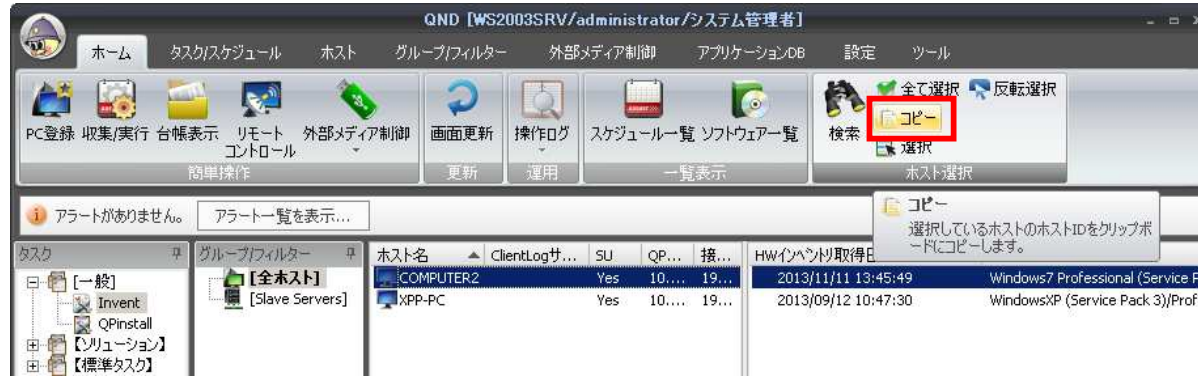 QND [WS2003SRV/administrator/システム管理者]
ホーム タスク/スケジュール ホスト グループ/フィルター 外部メディア制御 アプリケーションDB 設定 ツール
PC登録 収集/実行 台帳表示 リモート コントロール 外部メディア制御 画面更新 操作ログ スケジュール一覧 ソフトウェアー一覧 検索 全て選択 反転選択
コピー
選択
簡単操作 更新 運用 一覧表示 ホスト選択
アラートがありません。 アラート一覧を表示...
コピー
選択しているホストのホストIDをクリップボ
ードにコピーします。
タスク グループ/フィルター ホスト名 ClientLogサ... SU QP... 接... HWインベントリ取得日
[一般] [全ホスト] COMPUTER2 Yes 10.... 19... 2013/11/11 13:45:49 Windows7 Professional (Service P
Invent [Slave Servers] XPP-PC Yes 10.... 19... 2013/09/12 10:47:30 WindowsXP (Service Pack 3)/Prof
QPinstall
【ソリューション】
【標準タスク】